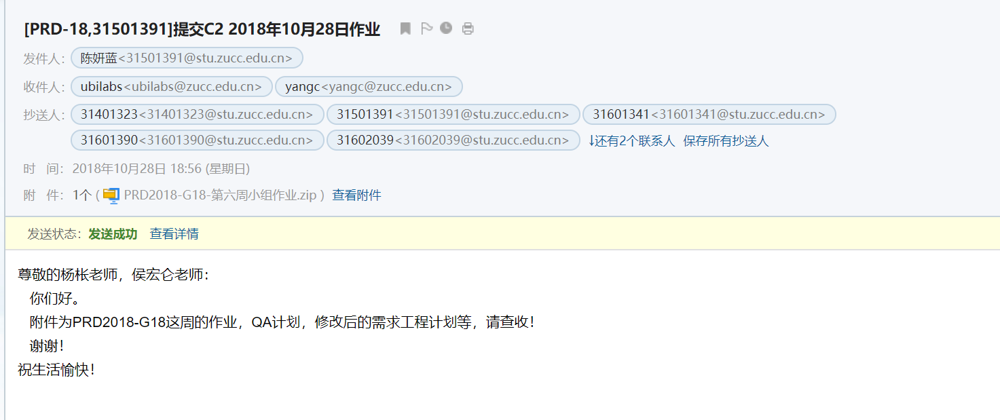 [PRD-18,31501391]提交C2 2018年10月28日作业
发件人： 陈妍蓝<31501391@stu.zucc.edu.cn>
收件人： ubilabs<ubilabs@zucc.edu.cn> yangc<yangc@zucc.edu.cn>
抄送人： 31401323<31401323@stu.zucc.edu.cn> 31501391<31501391@stu.zucc.edu.cn> 31601341<31601341@stu.zucc.edu.cn>
31601390<31601390@stu.zucc.edu.cn> 31602039<31602039@stu.zucc.edu.cn> ↓还有2个联系人 保存所有抄送人
时 间： 2018年10月28日 18:56 (星期日)
附 件： 1个 ( PRD2018-G18-第六周小组作业.zip ) 查看附件
发送状态： 发送成功 查看详情
尊敬的杨枨老师，侯宏仑老师：
你们好。
附件为PRD2018-G18这周的作业，QA计划，修改后的需求工程计划等，请查收！
谢谢！
祝生活愉快！